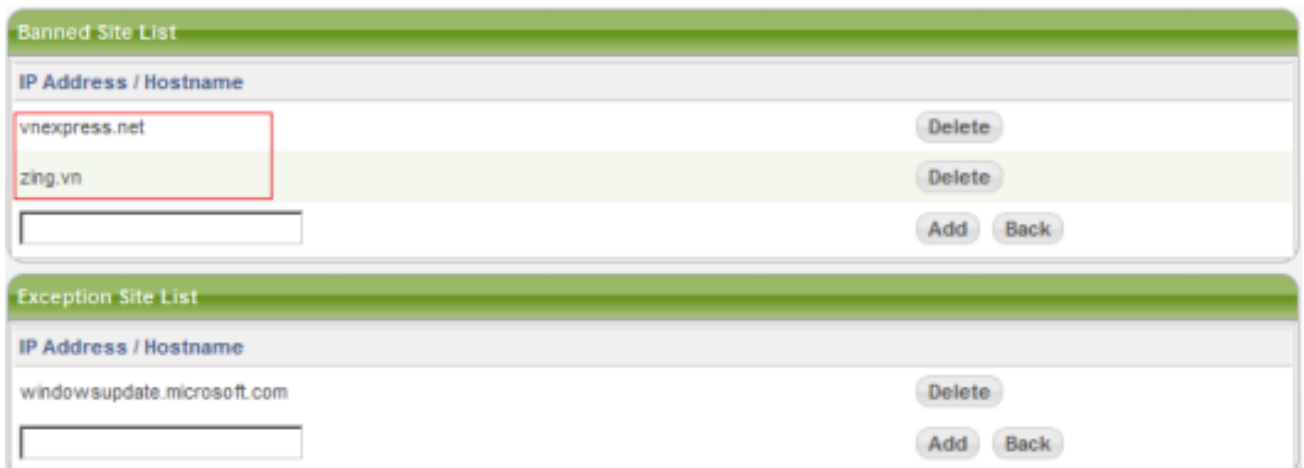 Banned Site List
IP Address / Hostname
vnexpress.net Delete
zing.vn Delete
Add Back
Exception Site List
IP Address / Hostname
windowsupdate.microsoft.com Delete
Add Back